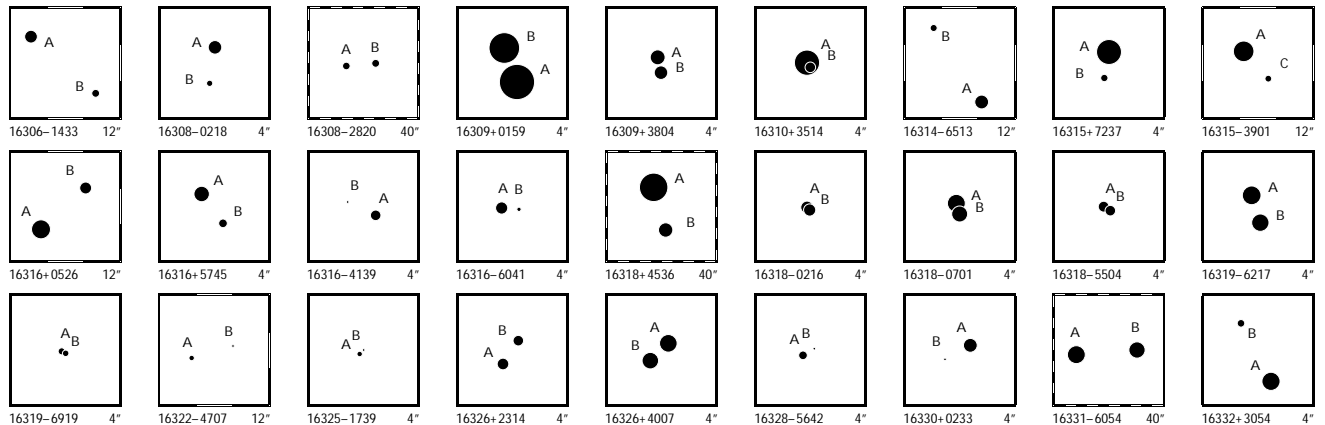 A B A B A B B A A B A B B A A B A C
16306−1433 12″ 16308−0218 4″ 16308−2820 40″ 16309+0159 4″ 16309+3804 4″ 16310+3514 4″ 16314−6513 12″ 16315+7237 4″ 16315−3901 12″
B A A B B A A B A B A B A B A B A B
16316+0526 12″ 16316+5745 4″ 16316−4139 4″ 16316−6041 4″ 16318+4536 40″ 16318−0216 4″ 16318−0701 4″ 16318−5504 4″ 16319−6217 4″
A B A B A B B A A B A B A B A B B A
16319−6919 4″ 16322−4707 12″ 16325−1739 4″ 16326+2314 4″ 16326+4007 4″ 16328−5642 4″ 16330+0233 4″ 16331−6054 40″ 16332+3054 4″